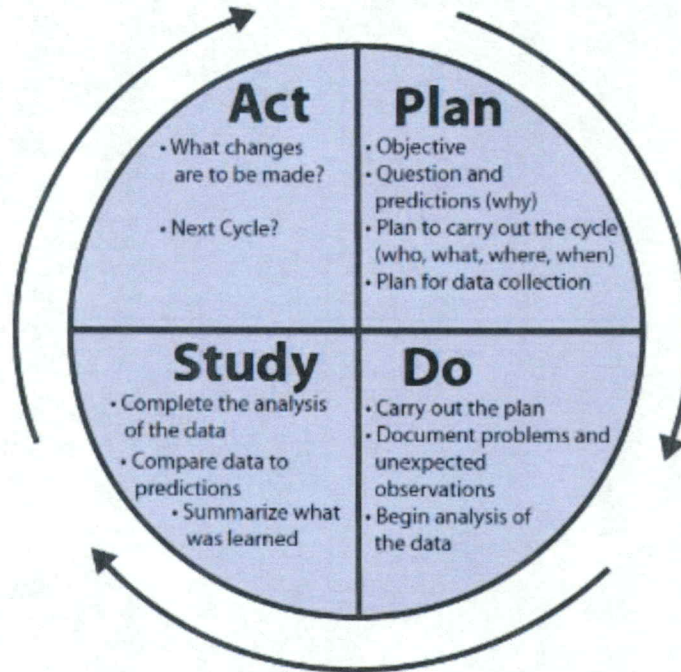 Act
• What changes
are to be made?
• Next Cycle?
Plan
• Objective
• Question and
predictions (why)
• Plan to carry out the cycle
(who, what, where, when)
• Plan for data collection
Study
• Complete the analysis
of the data
• Compare data to
predictions
• Summarize what
was learned
Do
• Carry out the plan
• Document problems and
unexpected
observations
• Begin analysis of
the data